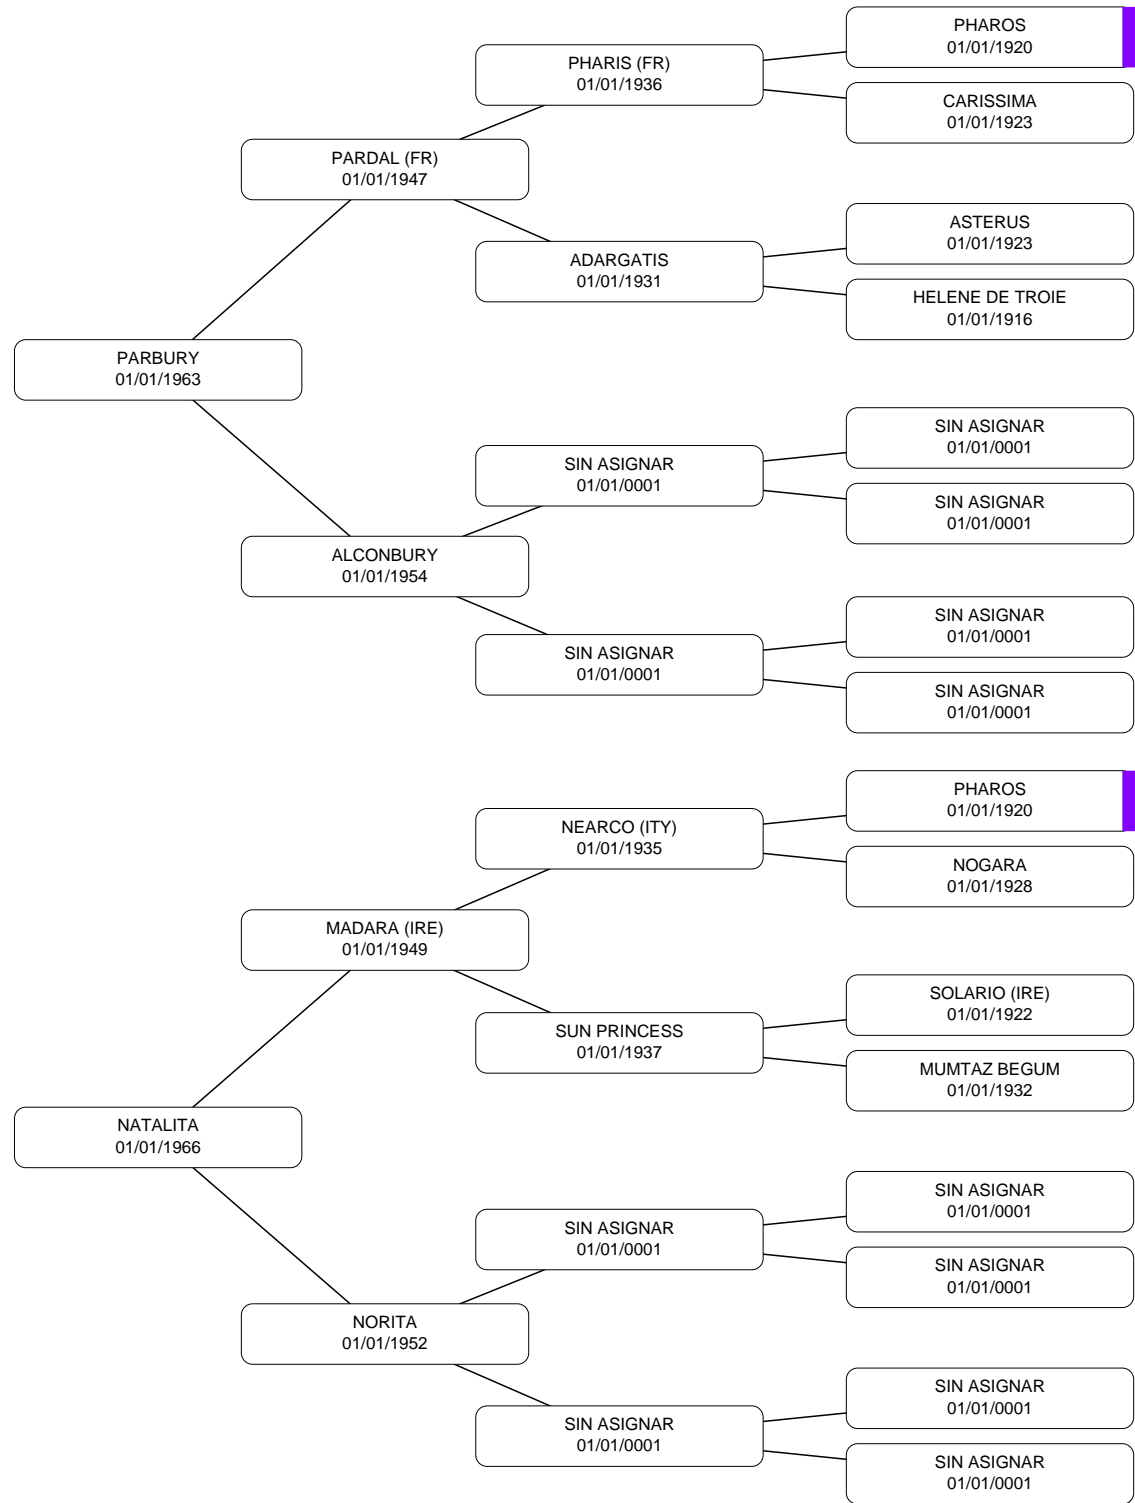 PHAROS
01/01/1920
PHARIS (FR)
01/01/1936
CARISSIMA
01/01/1923
PARDAL (FR)
01/01/1947
ASTERUS
01/01/1923
ADARGATIS
01/01/1931
HELENE DE TROIE
01/01/1916
PARBURY
01/01/1963
SIN ASIGNAR
01/01/0001
SIN ASIGNAR
01/01/0001
SIN ASIGNAR
01/01/0001
ALCONBURY
01/01/1954
SIN ASIGNAR
01/01/0001
SIN ASIGNAR
01/01/0001
SIN ASIGNAR
01/01/0001
PHAROS
01/01/1920
NEARCO (ITY)
01/01/1935
NOGARA
01/01/1928
MADARA (IRE)
01/01/1949
SOLARIO (IRE)
01/01/1922
SUN PRINCESS
01/01/1937
MUMTAZ BEGUM
01/01/1932
NATALITA
01/01/1966
SIN ASIGNAR
01/01/0001
SIN ASIGNAR
01/01/0001
SIN ASIGNAR
01/01/0001
NORITA
01/01/1952
SIN ASIGNAR
01/01/0001
SIN ASIGNAR
01/01/0001
SIN ASIGNAR
01/01/0001